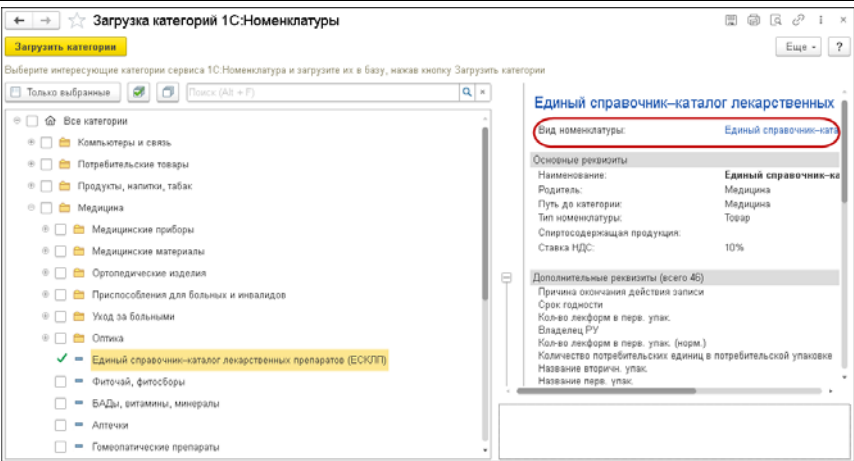 Загрузка категорий 1С:Номенклатуры
Загрузить категории
Еще
?
Выберите интересующие категории сервиса 1С:Номенклатура и загрузите их в базу, нажав кнопку Загрузить категории
Только выбранные
Поиск (Alt + F)
Все категории
Компьютеры и связь
Потребительские товары
Продукты, напитки, табак
Медицина
Медицинские приборы
Медицинские материалы
Ортопедические изделия
Приспособления для больных и инвалидов
Уход за больными
Оптика
Единый справочник–каталог лекарственных препаратов (ЕСКЛП)
Фиточай, фитосборы
БАДы, витамины, минералы
Аптечки
Гомеопатические препараты
Единый справочник–каталог лекарственных
Вид номенклатуры: Единый справочник–ката
Основные реквизиты
Наименование: Единый справочник–ка
Родитель: Медицина
Путь до категории: Медицина
Тип номенклатуры: Товар
Спиртосодержащая продукция:
Ставка НДС: 10%
Дополнительные реквизиты (всего 46)
Причина окончания действия записи
Срок годности
Кол-во лекформ в перв. упак.
Владелец РУ
Кол-во лекформ в перв. упак. (норм.)
Количество потребительских единиц в потребительской упаковке
Название вторичн. упак.
Название перв. упак.